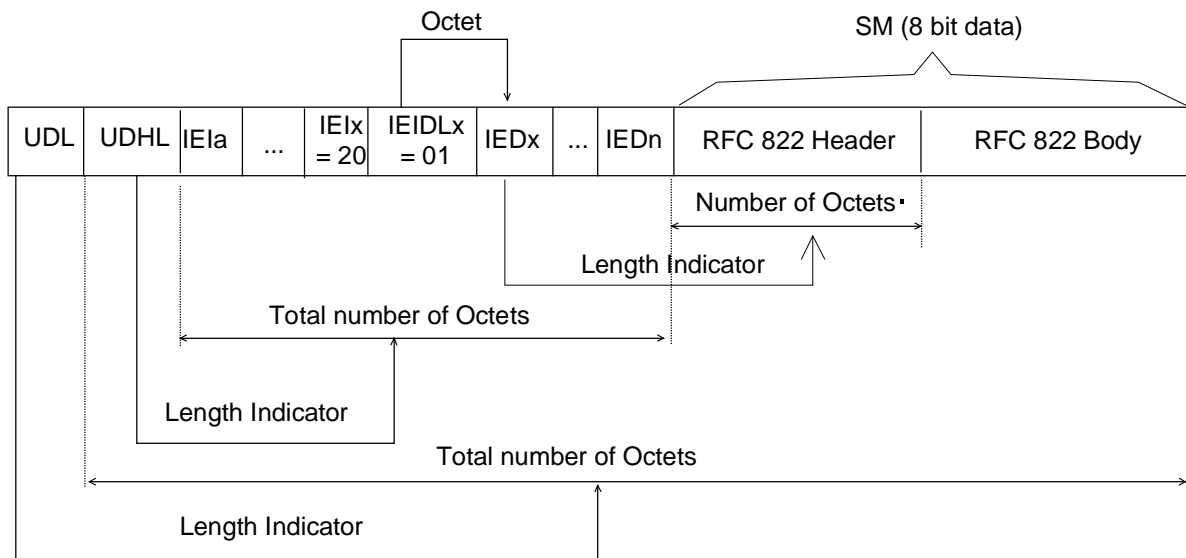 Octet
SM (8 bit data)
UDL
UDHL
IEIa
...
IEIx
= 20
IEIDLx
= 01
IEDx
...
IEDn
RFC 822 Header
RFC 822 Body
Number of Octets·
Length Indicator
Total number of Octets
Length Indicator
Total number of Octets
Length Indicator